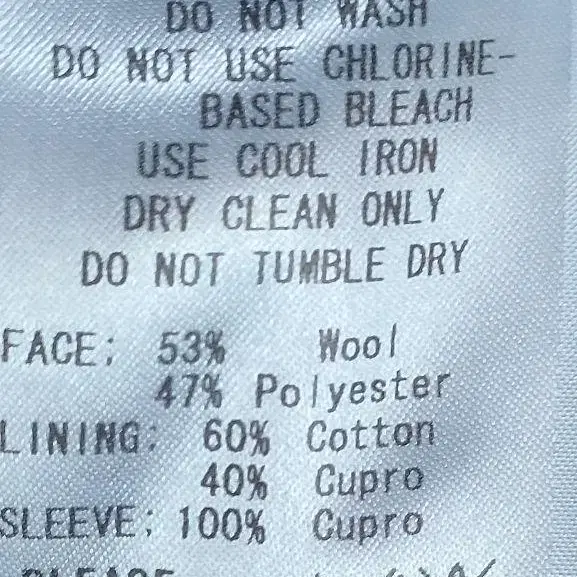 DO NOT WASH
DO NOT USE CHLORINE-
BASED BLEACH
USE COOL IRON
DRY CLEAN ONLY
DO NOT TUMBLE DRY
FACE; 53% Wool
47% Polyester
LINING: 60% Cotton
40% Cupro
SLEEVE; 100% Cupro
PLEASE